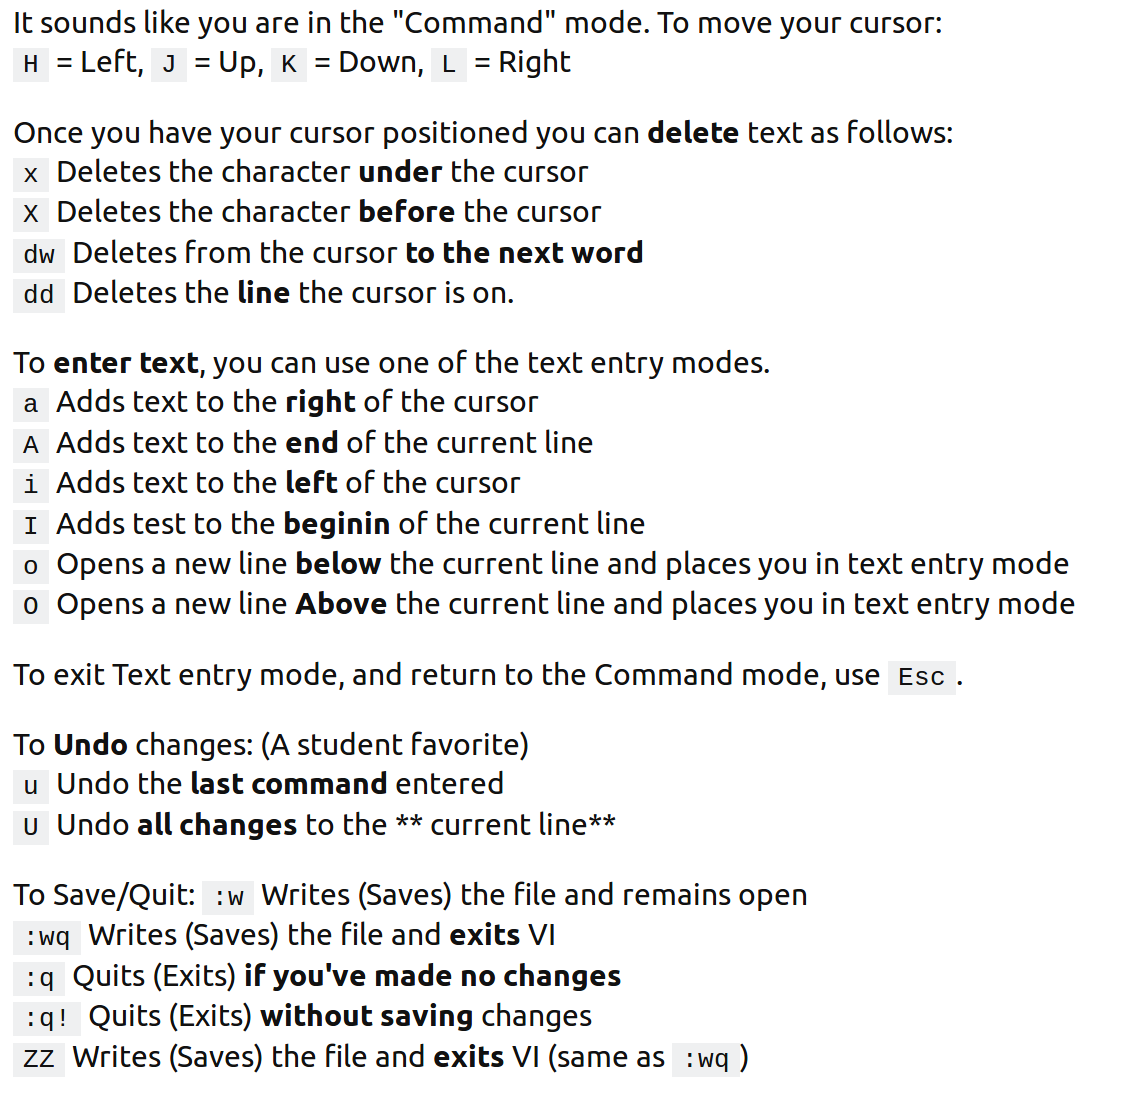 It sounds like you are in the "Command" mode. To move your cursor:
H = Left, J = Up, K = Down, L = Right
Once you have your cursor positioned you can delete text as follows:
x Deletes the character under the cursor
X Deletes the character before the cursor
dw Deletes from the cursor to the next word
dd Deletes the line the cursor is on.
To enter text, you can use one of the text entry modes.
a Adds text to the right of the cursor
A Adds text to the end of the current line
i Adds text to the left of the cursor
I Adds test to the beginin of the current line
o Opens a new line below the current line and places you in text entry mode
O Opens a new line Above the current line and places you in text entry mode
To exit Text entry mode, and return to the Command mode, use Esc.
To Undo changes: (A student favorite)
u Undo the last command entered
U Undo all changes to the ** current line**
To Save/Quit: :w Writes (Saves) the file and remains open
:wq Writes (Saves) the file and exits VI
:q Quits (Exits) if you've made no changes
:q! Quits (Exits) without saving changes
ZZ Writes (Saves) the file and exits VI (same as :wq)